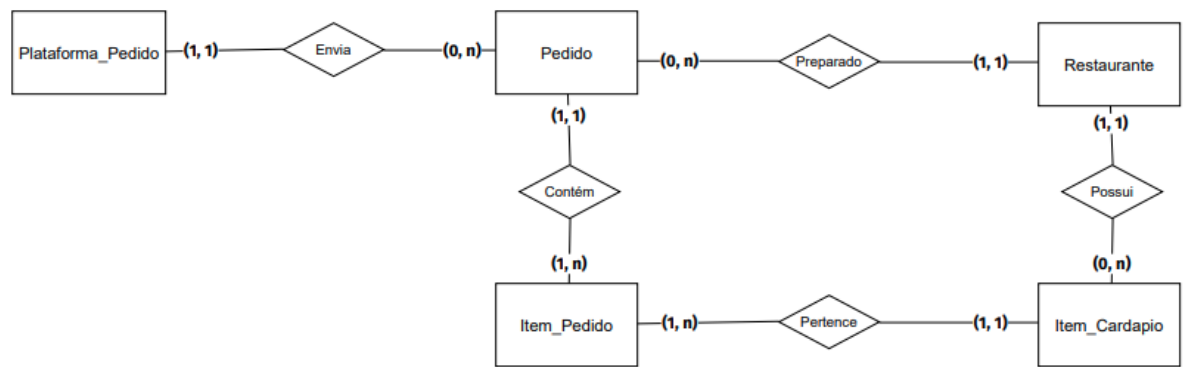 Plataforma_Pedido
(1, 1)
Envia
(0, n)
Pedido
(0, n)
Preparado
(1, 1)
Restaurante
(1, 1)
(1, 1)
Contém
Possui
(1, n)
(0, n)
Item_Pedido
(1, n)
Pertence
(1, 1)
Item_Cardapio